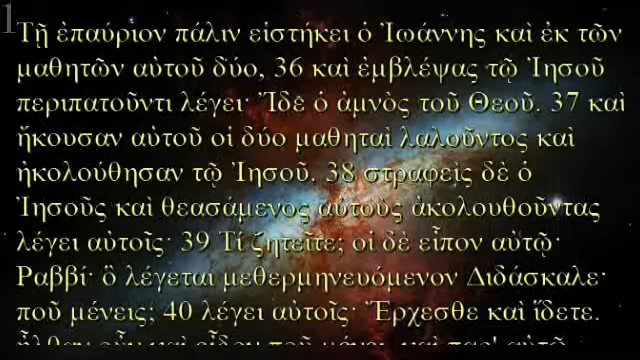 1
Τῇ ἐπαύριον πάλιν εἱστήκει ὁ Ἰωάννης καὶ ἐκ τῶν
μαθητῶν αὐτοῦ δύο, 36 καὶ ἐμβλέψας τῷ Ἰησοῦ
περιπατοῦντι λέγει· Ἴδε ὁ ἀμνὸς τοῦ Θεοῦ. 37 καὶ
ἤκουσαν αὐτοῦ οἱ δύο μαθηταὶ λαλοῦντος καὶ
ἠκολούθησαν τῷ Ἰησοῦ. 38 στραφεὶς δὲ ὁ
Ἰησοῦς καὶ θεασάμενος αὐτοὺς ἀκολουθοῦντας
λέγει αὐτοῖς· 39 Τί ζητεῖτε; οἱ δὲ εἶπον αὐτῷ·
Ραββί· ὃ λέγεται μεθερμηνευόμενον Διδάσκαλε·
ποῦ μένεις; 40 λέγει αὐτοῖς· Ἔρχεσθε καὶ ἴδετε.